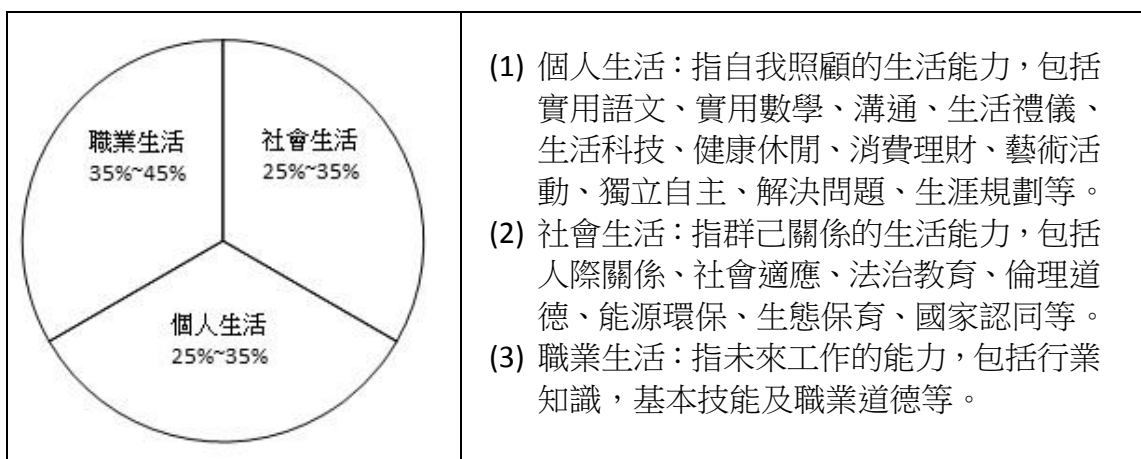 職業生活
35%~45%
社會生活
25%~35%
個人生活
25%~35%
(1) 個人生活：指自我照顧的生活能力，包括
實用語文、實用數學、溝通、生活禮儀、
生活科技、健康休閒、消費理財、藝術活
動、獨立自主、解決問題、生涯規劃等。
(2) 社會生活：指群己關係的生活能力，包括
人際關係、社會適應、法治教育、倫理道
德、能源環保、生態保育、國家認同等。
(3) 職業生活：指未來工作的能力，包括行業
知識，基本技能及職業道德等。